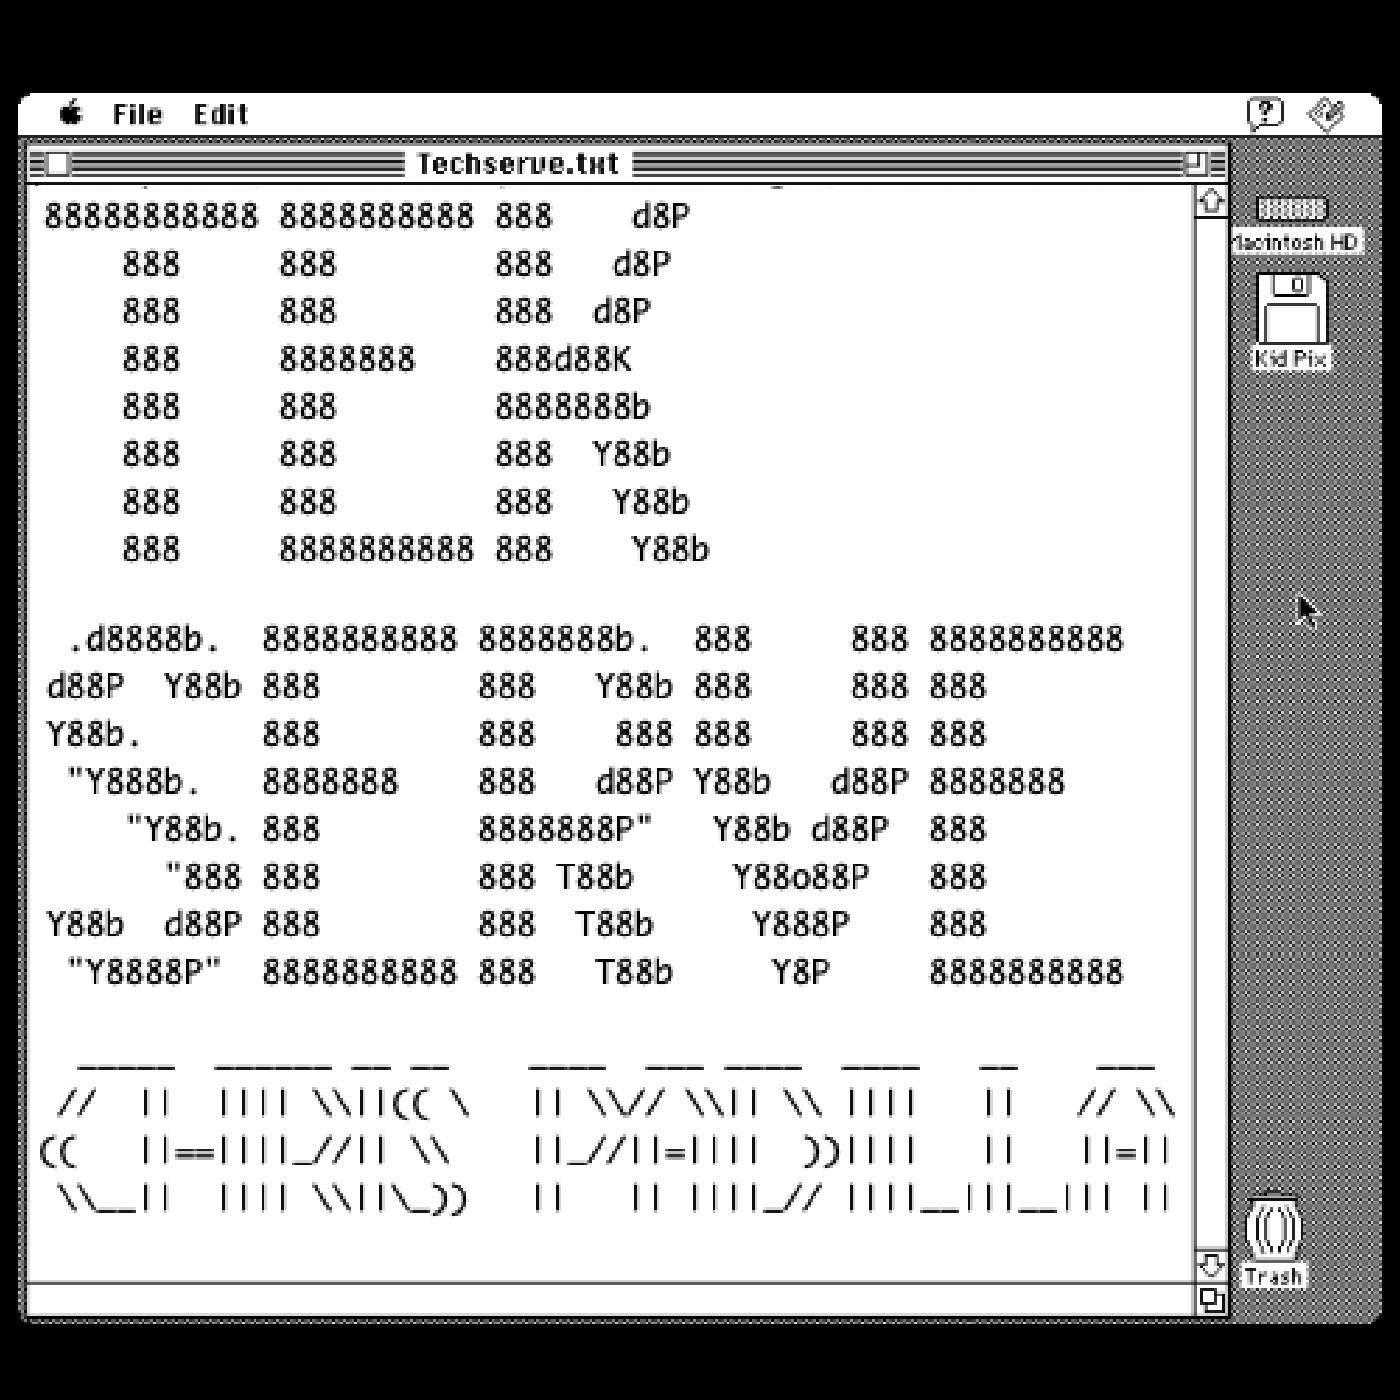 File Edit
Techserve.txt
88888888888 8888888888 888    d8P
    888     888        888   d8P
    888     888        888  d8P
    888     8888888    888d88K
    888     888        8888888b
    888     888        888  Y88b
    888     888        888   Y88b
    888     8888888888 888    Y88b
 .d8888b.  8888888888 8888888b.  888     888 8888888888
d88P  Y88b 888        888   Y88b 888     888 888
Y88b.      888        888    888 888     888 888
 "Y888b.   8888888    888   d88P Y88b   d88P 8888888
    "Y88b. 888        8888888P"   Y88b d88P  888
      "888 888        888 T88b     Y88o88P   888
Y88b  d88P 888        888  T88b     Y888P    888
 "Y8888P"  8888888888 888   T88b     Y8P     8888888888
  _____  ______ __ __    ____  ___ ____  ____   __    ___
 //  ||  |||| \\||(( \   || \\// \\|| \\ ||||   ||   // \\
((   ||==||||_//|| \\    ||_//||=||||  ))||||   ||   ||=||
 \\__||  |||| \\||\_))   ||   || ||||_// ||||__|||__||| ||
Macintosh HD
Kid Pix
Trash